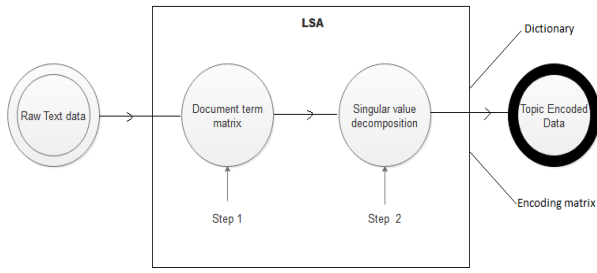 LSA
Dictionary
Raw Text data
Document term
matrix
Singular value
decomposition
Topic Encoded
Data
Step 1
Step 2
Encoding matrix